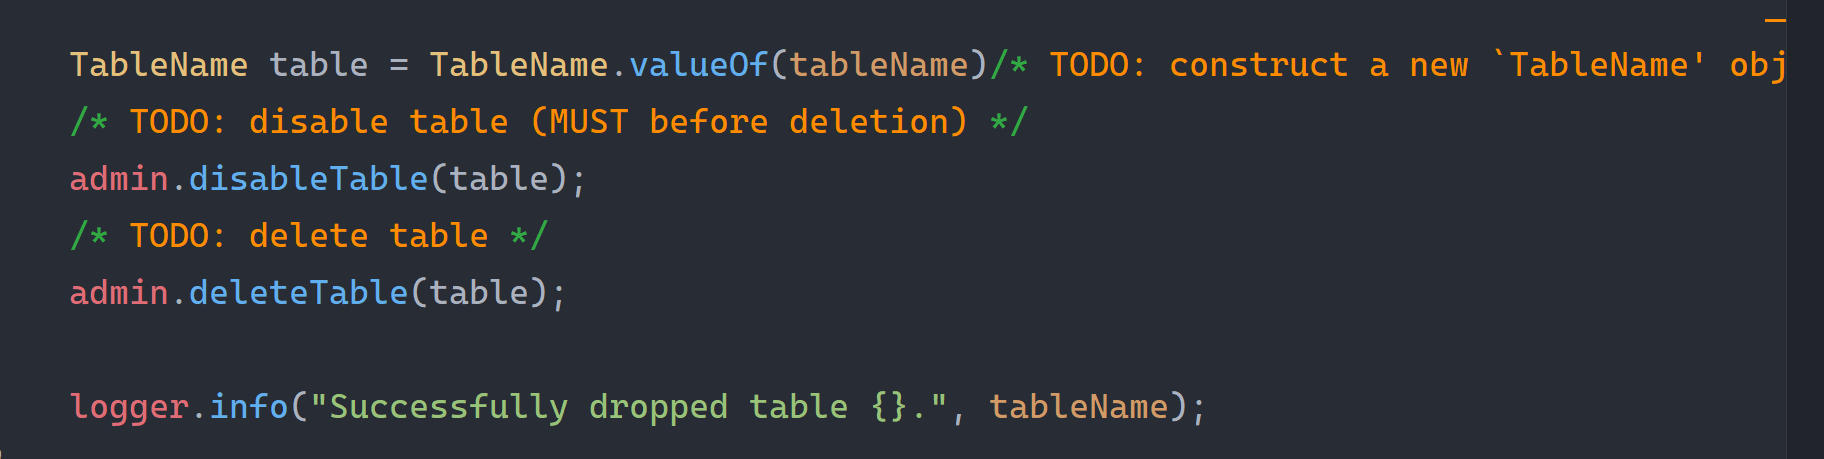 TableName table = TableName.valueOf(tableName)/* TODO: construct a new `TableName' obj
/* TODO: disable table (MUST before deletion) */
admin.disableTable(table);
/* TODO: delete table */
admin.deleteTable(table);
logger.info("Successfully dropped table {}.", tableName);